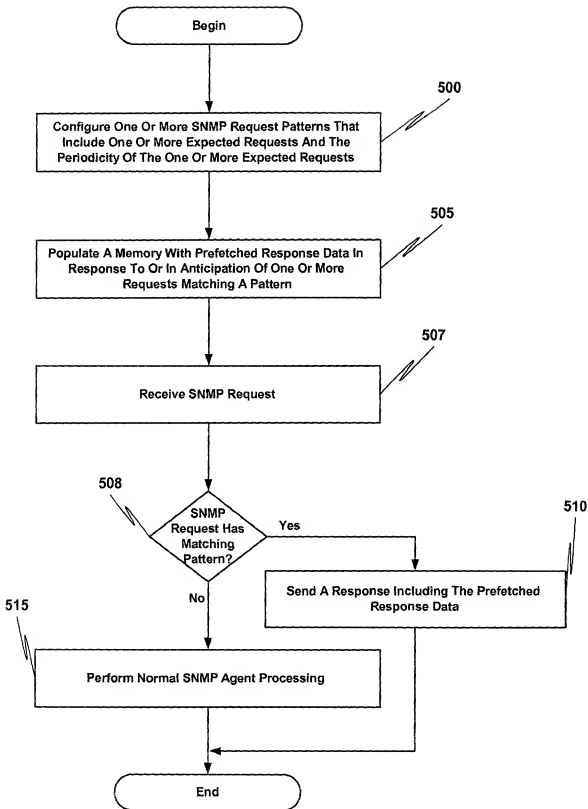 Begin
500
Configure One Or More SNMP Request Patterns That
Include One Or More Expected Requests And The
Periodicity Of The One Or More Expected Requests
505
Populate A Memory With Prefetched Response Data In
Response To Or In Anticipation Of One Or More
Requests Matching A Pattern
507
Receive SNMP Request
508
SNMP
Request Has
Matching
Pattern?
Yes
510
Send A Response Including The Prefetched
Response Data
No
515
Perform Normal SNMP Agent Processing
End